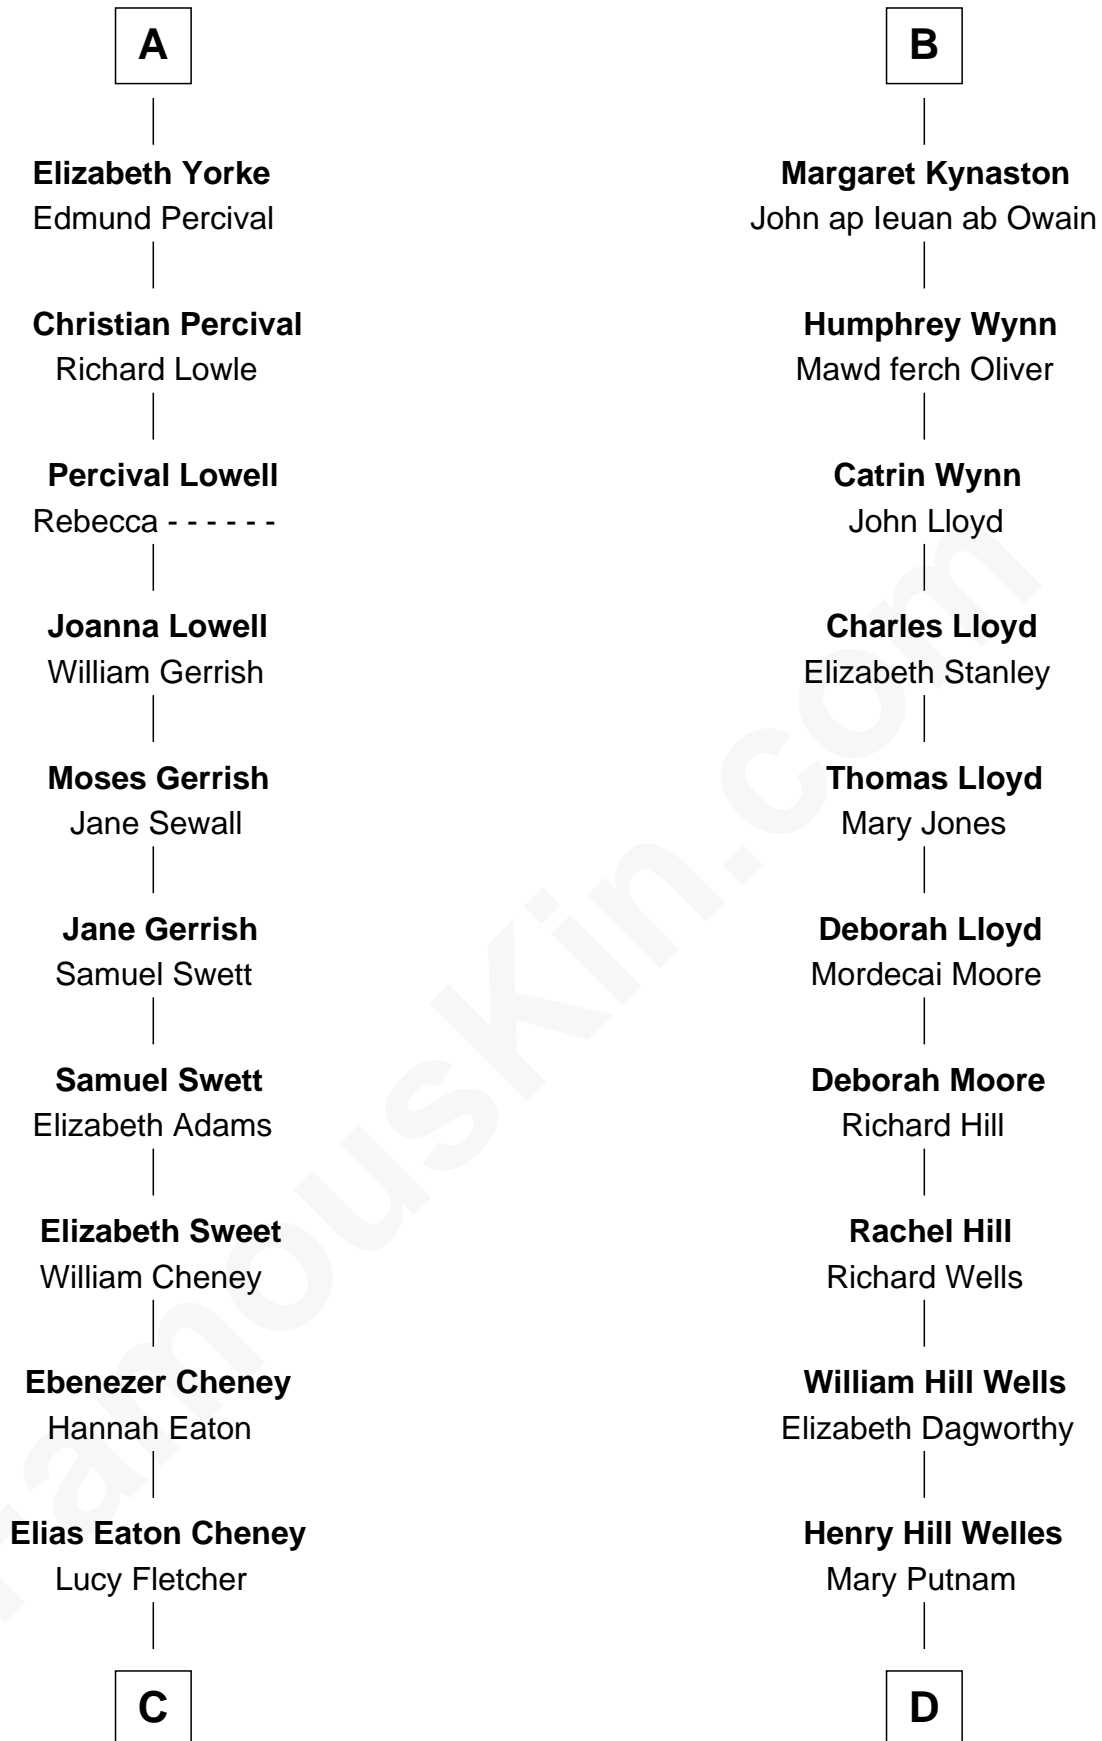 A
Elizabeth Yorke
Edmund Percival
Christian Percival
Richard Lowle
Percival Lowell
Rebecca - - - - - -
Joanna Lowell
William Gerrish
Moses Gerrish
Jane Sewall
Jane Gerrish
Samuel Swett
Samuel Swett
Elizabeth Adams
Elizabeth Sweet
William Cheney
Ebenezer Cheney
Hannah Eaton
Elias Eaton Cheney
Lucy Fletcher
C
B
Margaret Kynaston
John ap Ieuan ab Owain
Humphrey Wynn
Mawd ferch Oliver
Catrin Wynn
John Lloyd
Charles Lloyd
Elizabeth Stanley
Thomas Lloyd
Mary Jones
Deborah Lloyd
Mordecai Moore
Deborah Moore
Richard Hill
Rachel Hill
Richard Wells
William Hill Wells
Elizabeth Dagworthy
Henry Hill Welles
Mary Putnam
D
FamousKin.com